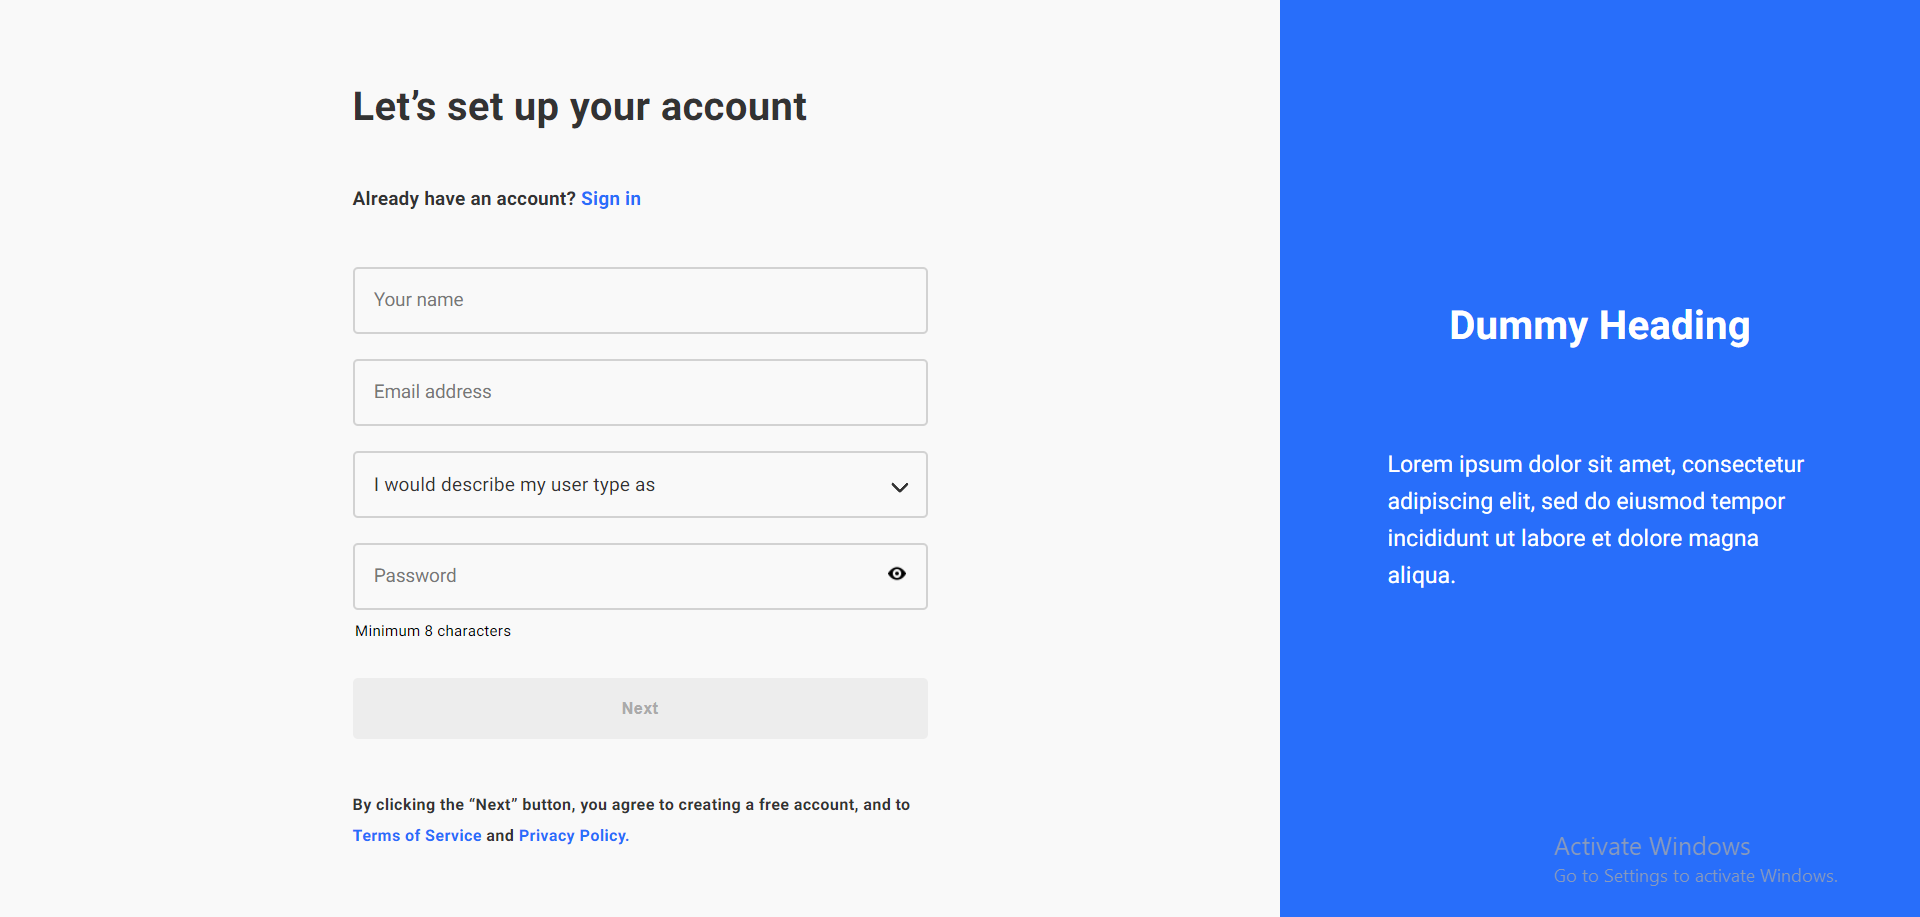 Let’s set up your account
Already have an account? Sign in
Your name
Email address
I would describe my user type as
Password
Minimum 8 characters
Next
By clicking the “Next” button, you agree to creating a free account, and to
Terms of Service and Privacy Policy.
Dummy Heading
Lorem ipsum dolor sit amet, consectetur
adipiscing elit, sed do eiusmod tempor
incididunt ut labore et dolore magna
aliqua.
Activate Windows
Go to Settings to activate Windows.